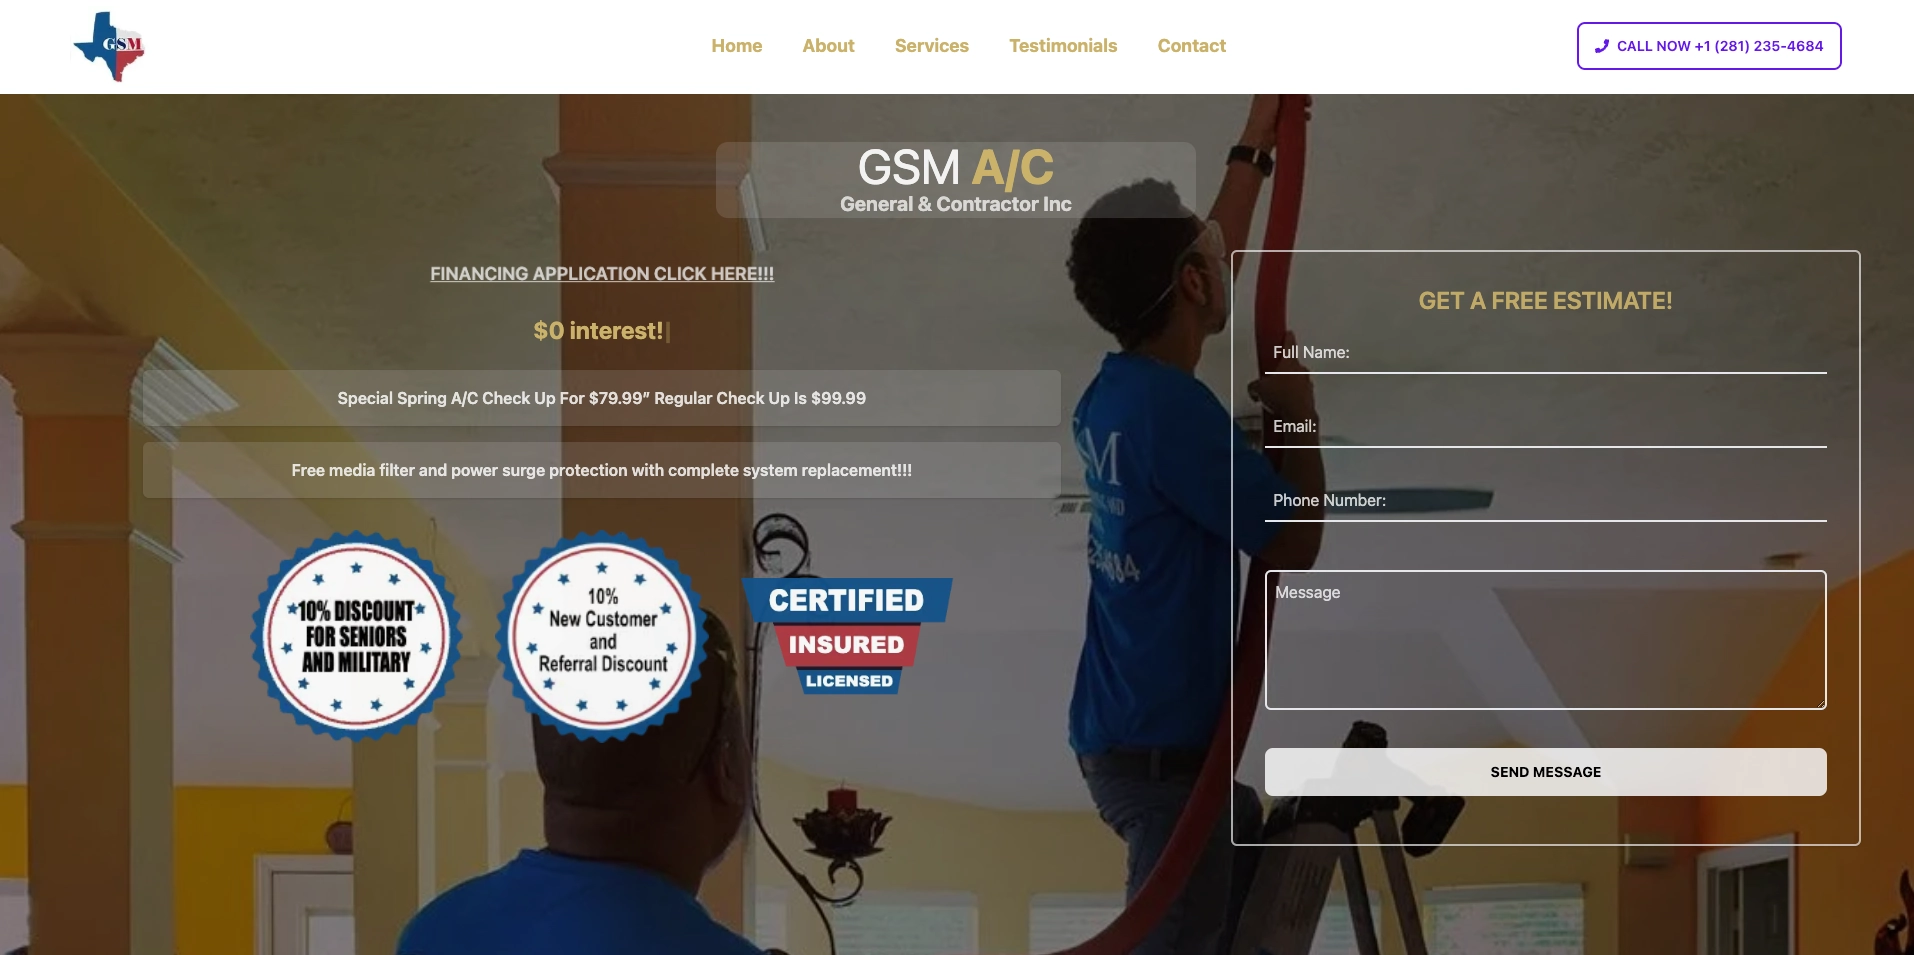 GSM
Home
About
Services
Testimonials
Contact
CALL NOW +1 (281) 235-4684
GSM A/C
General & Contractor Inc
FINANCING APPLICATION CLICK HERE!!!
$0 interest!
Special Spring A/C Check Up For $79.99” Regular Check Up Is $99.99
Free media filter and power surge protection with complete system replacement!!!
10% DISCOUNT
FOR SENIORS
AND MILITARY
10%
New Customer
and
Referral Discount
CERTIFIED
INSURED
LICENSED
GET A FREE ESTIMATE!
Full Name:
Email:
Phone Number:
Message
SEND MESSAGE